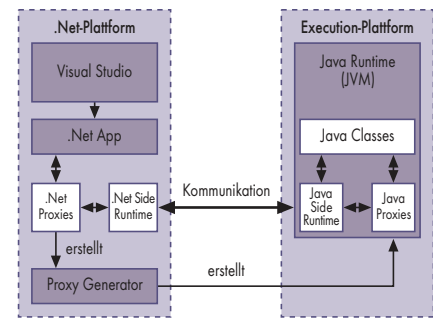 .Net-Plattform
Visual Studio
.Net App
.Net
Proxies
.Net Side
Runtime
erstellt
Proxy Generator
Kommunikation
erstellt
Execution-Plattform
Java Runtime
(JVM)
Java Classes
Java
Side
Runtime
Java
Proxies